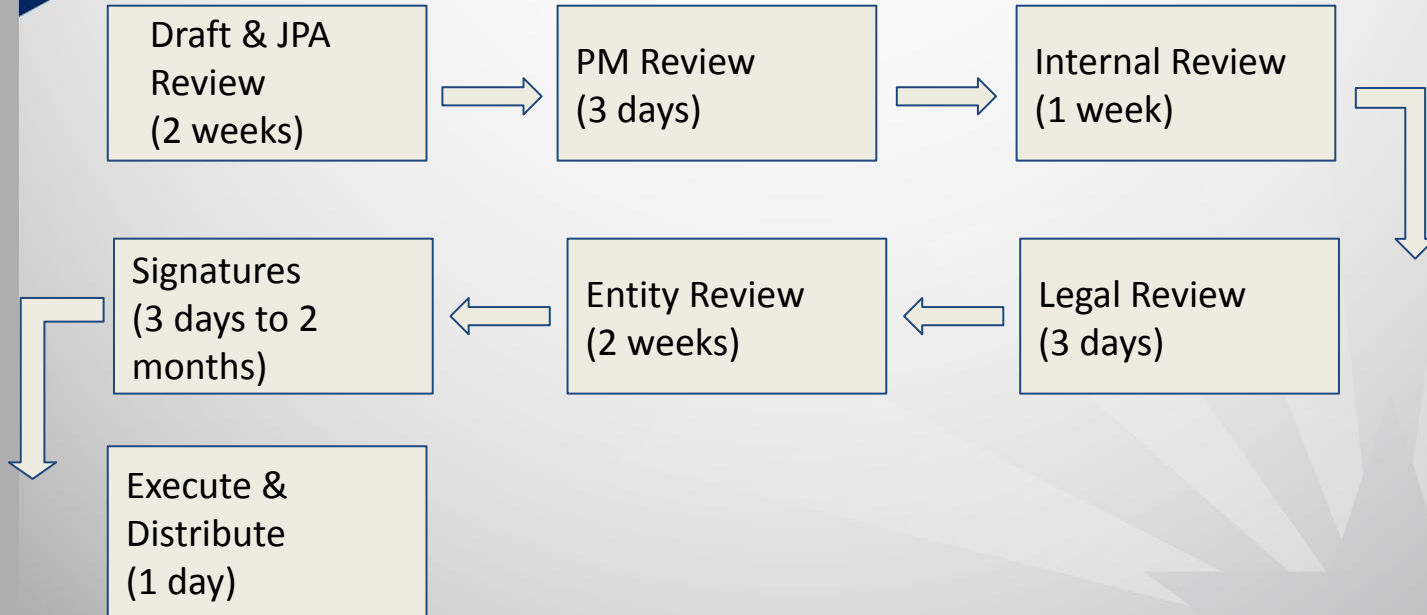 Draft & JPA
Review
(2 weeks)
PM Review
(3 days)
Internal Review
(1 week)
Legal Review
(3 days)
Entity Review
(2 weeks)
Signatures
(3 days to 2
months)
Execute &
Distribute
(1 day)